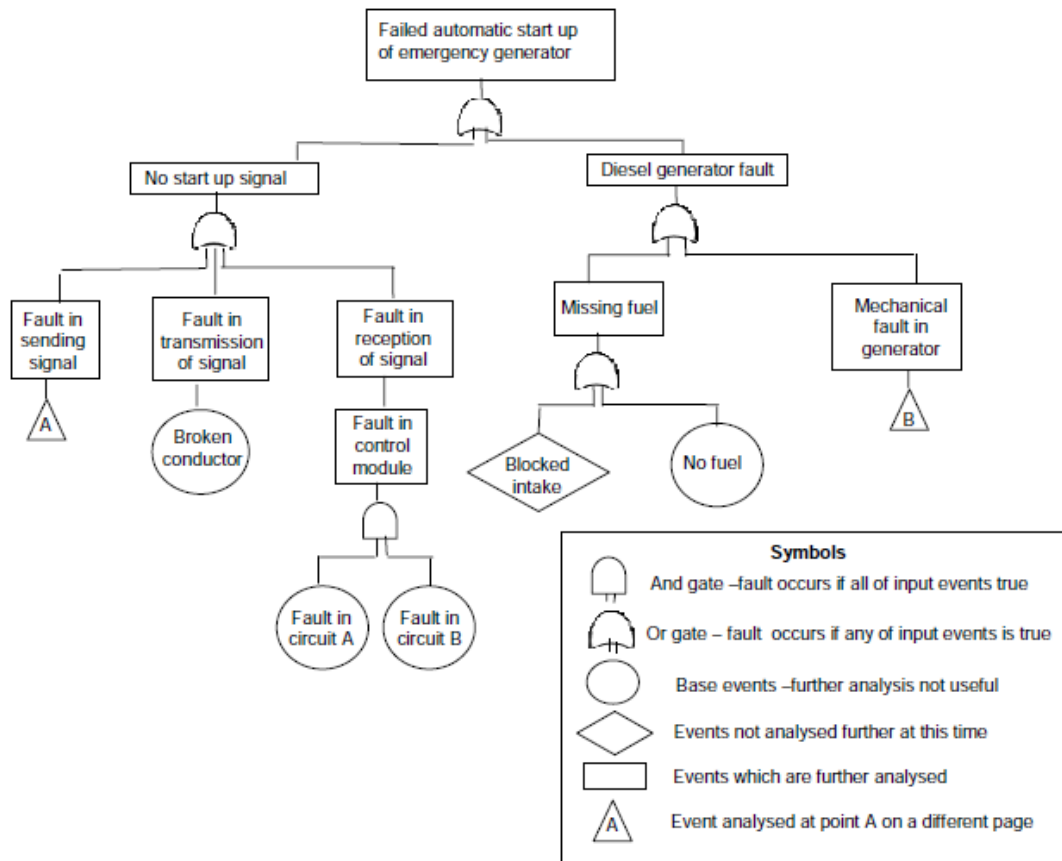 Failed automatic start up
of emergency generator
No start up signal
Diesel generator fault
Fault in
sending
signal
Fault in
transmission
of signal
Fault in
reception
of signal
Missing fuel
Mechanical
fault in
generator
A
Broken
conductor
Fault in
control
module
Blocked
intake
No fuel
B
Fault in
circuit A
Fault in
circuit B
Symbols
And gate –fault occurs if all of input events true
Or gate – fault occurs if any of input events is true
Base events –further analysis not useful
Events not analysed further at this time
Events which are further analysed
A
Event analysed at point A on a different page